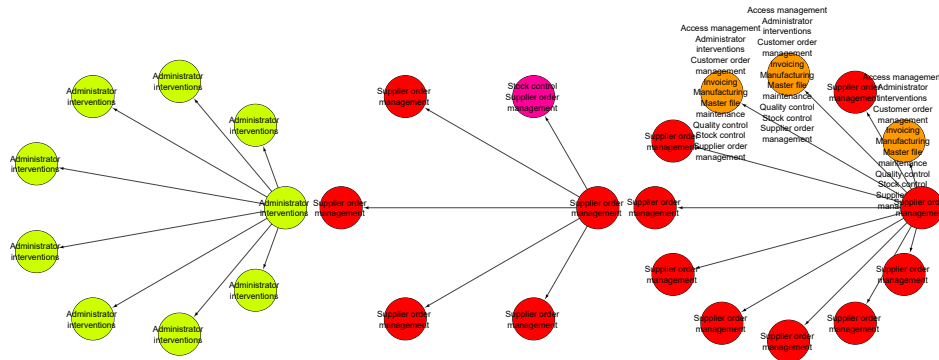 Administrator
interventions
Administrator
interventions
Administrator
interventions
Administrator
interventions
Administrator
interventions
Administrator
interventions
Administrator
interventions
Administrator
interventions
Administrator
interventions
Supplier order
management
Supplier order
management
Stock control
Supplier order
management
Supplier order
management
Supplier order
management
Supplier order
management
Access management
Administrator
interventions
Customer order
management
Invoicing
Manufacturing
Master file
maintenance
Quality control
Stock control
Supplier order
management
Access management
Administrator
interventions
Customer order
management
Invoicing
Manufacturing
Master file
maintenance
Quality control
Stock control
Supplier order
management
Supplier order
management
Access management
Administrator
interventions
Customer order
management
Invoicing
Manufacturing
Master file
maintenance
Quality control
Stock control
Supplier order
management
Supplier order
management
Supplier order
management
Supplier order
management
Supplier order
management
Supplier order
management
Supplier order
management
Supplier order
management
Supplier order
management